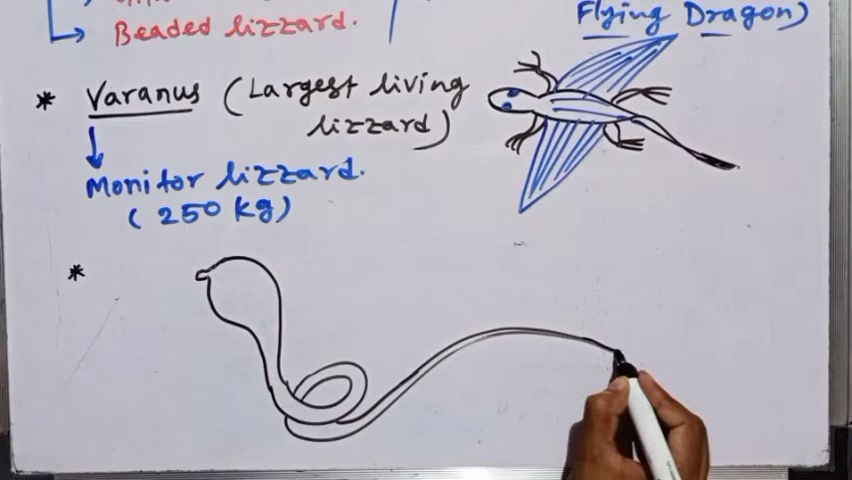 Beaded lizzard.
Flying Dragon)
* Varanus (Largest living
lizzard)
Monitor lizzard.
(250 kg)
*